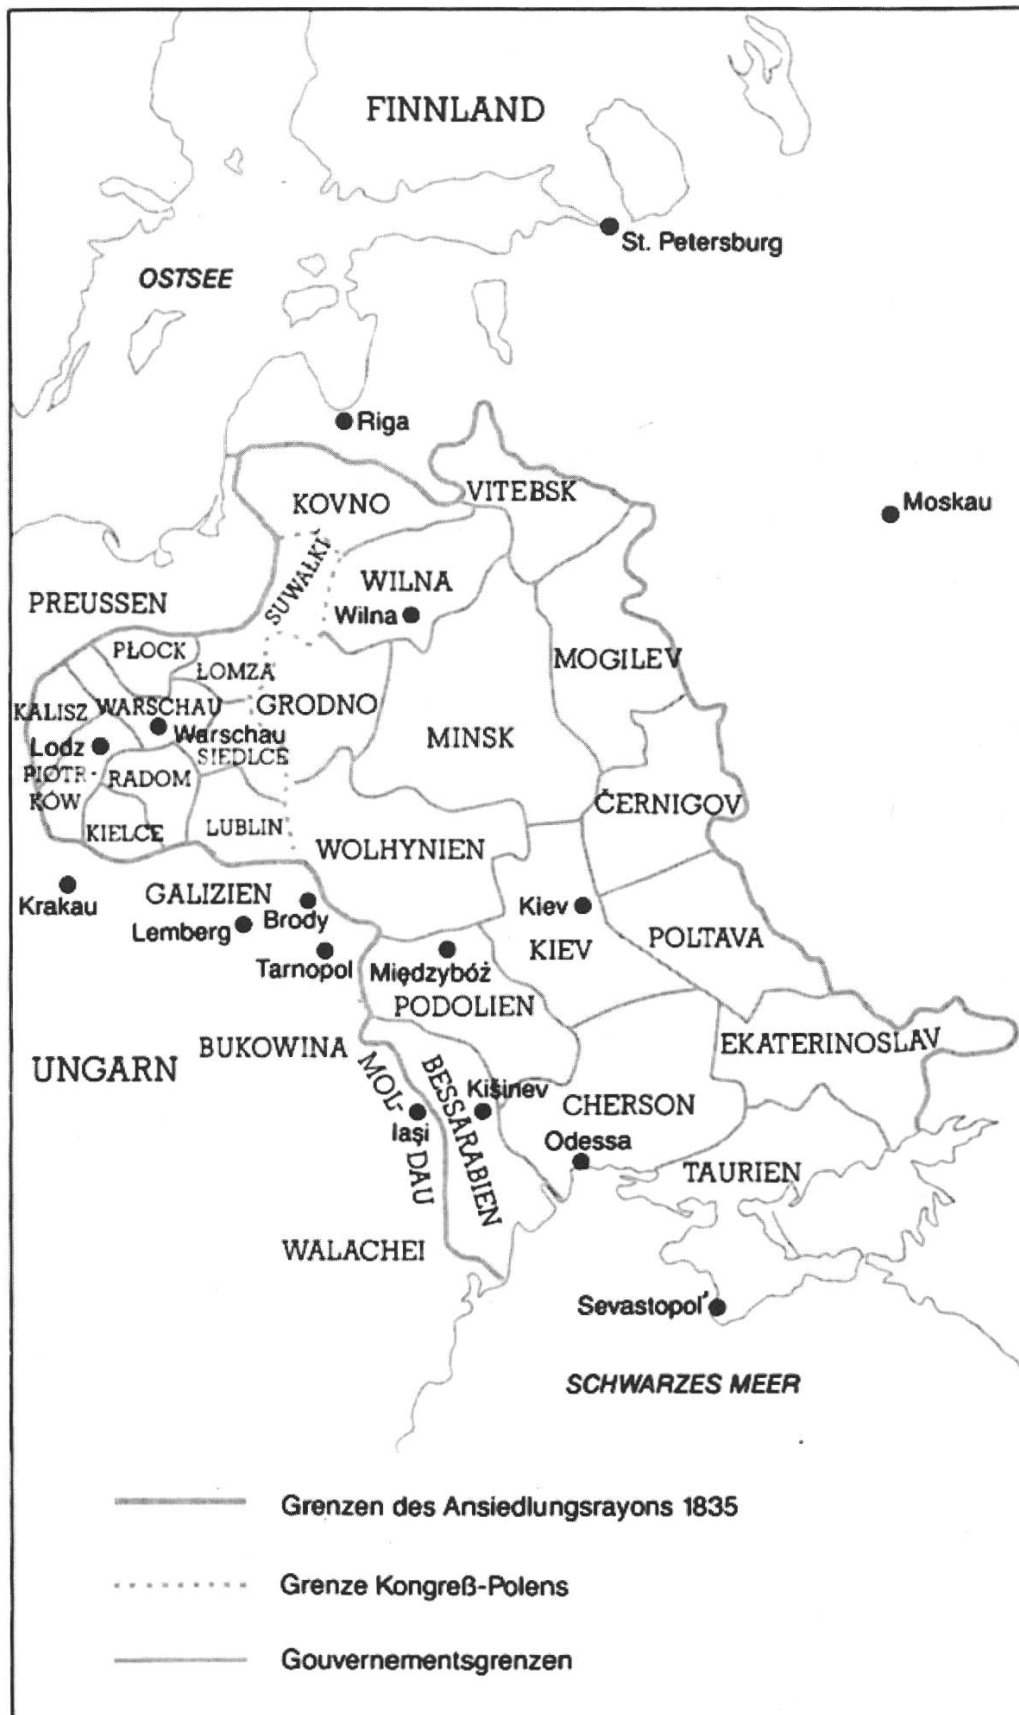 FINNLAND
St. Petersburg
OSTSEE
Riga
VITEBSK
KOVNO
Moskau
SUWAŁKI
WILNA
Wilna
PREUSSEN
PŁOCK
MOGILEV
ŁOMZA
GRODNO
KALISZ
WARSCHAU
Warschau
MINSK
Lodz
SIEDLCE
PIOTR-
KÓW
RADOM
ČERNIGOV
KIELCE
LUBLIN
WOLHYNIEN
Krakau
GALIZIEN
Brody
Lemberg
Kiev
KIEV
POLTAVA
Tarnopol
Międzybóż
PODOLIEN
BUKOWINA
EKATERINOSLAV
UNGARN
MOL-
DAU
BESSARABIEN
Kišinev
CHERSON
Iaşi
Odessa
TAURIEN
WALACHEI
Sevastopol'
SCHWARZES MEER
Grenzen des Ansiedlungsrayons 1835
Grenze Kongreß-Polens
Gouvernementsgrenzen